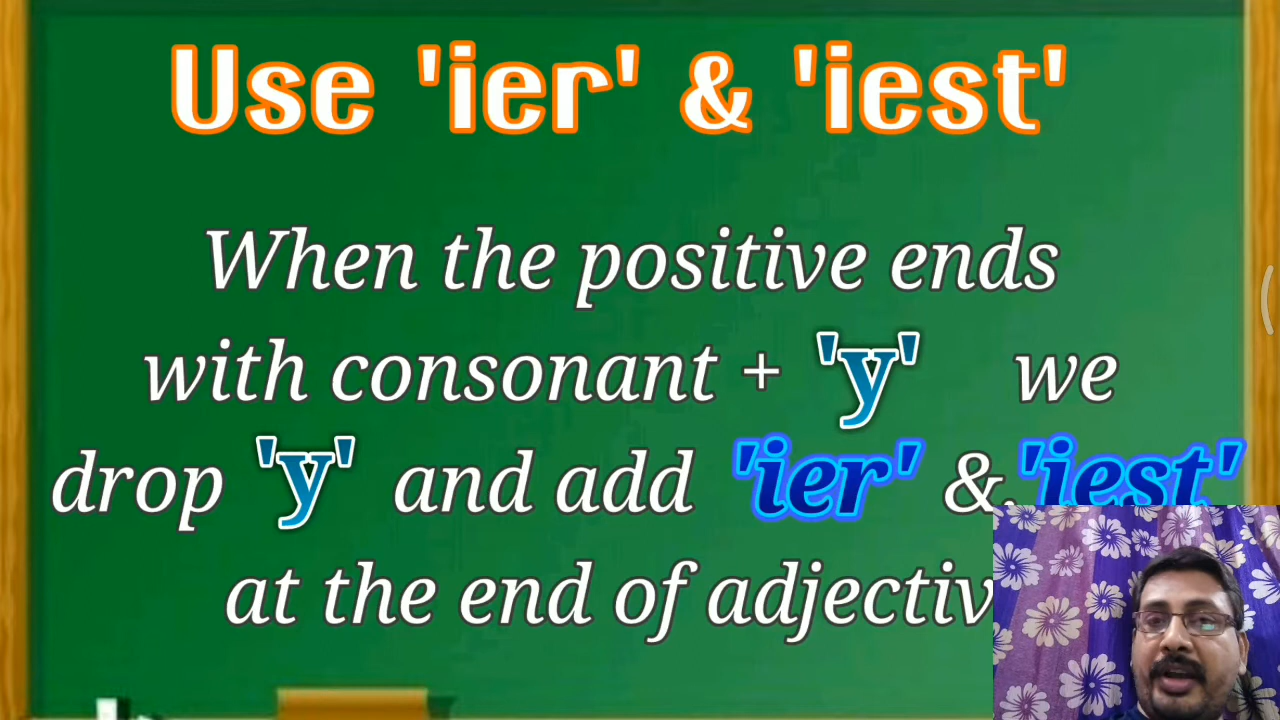 Use 'ier' & 'iest'
When the positive ends
with consonant + 'y' we
drop 'y' and add 'ier' & 'iest'
at the end of adjectiv